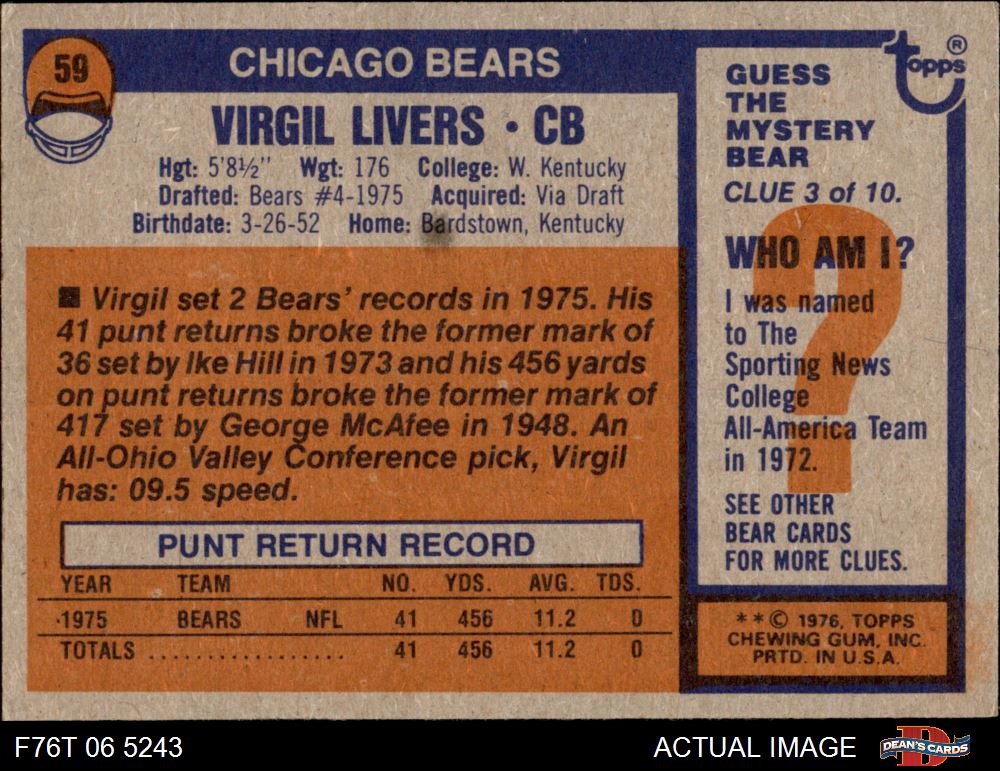 59
CHICAGO BEARS
VIRGIL LIVERS • CB
Hgt: 5'8½" Wgt: 176 College: W. Kentucky
Drafted: Bears #4-1975 Acquired: Via Draft
Birthdate: 3-26-52 Home: Bardstown, Kentucky
■ Virgil set 2 Bears' records in 1975. His
41 punt returns broke the former mark of
36 set by Ike Hill in 1973 and his 456 yards
on punt returns broke the former mark of
417 set by George McAfee in 1948. An
All-Ohio Valley Conference pick, Virgil
has: 09.5 speed.
PUNT RETURN RECORD
YEAR TEAM NO. YDS. AVG. TDS.
1975 BEARS NFL 41 456 11.2 0
TOTALS .................. 41 456 11.2 0
topps ®
GUESS
THE
MYSTERY
BEAR
CLUE 3 of 10.
WHO AM I?
I was named
to The
Sporting News
College
All-America Team
in 1972.
SEE OTHER
BEAR CARDS
FOR MORE CLUES.
* * © 1976, TOPPS
CHEWING GUM, INC.
PRTD. IN U.S.A.
F76T 06 5243
ACTUAL IMAGE
DEAN'S CARDS